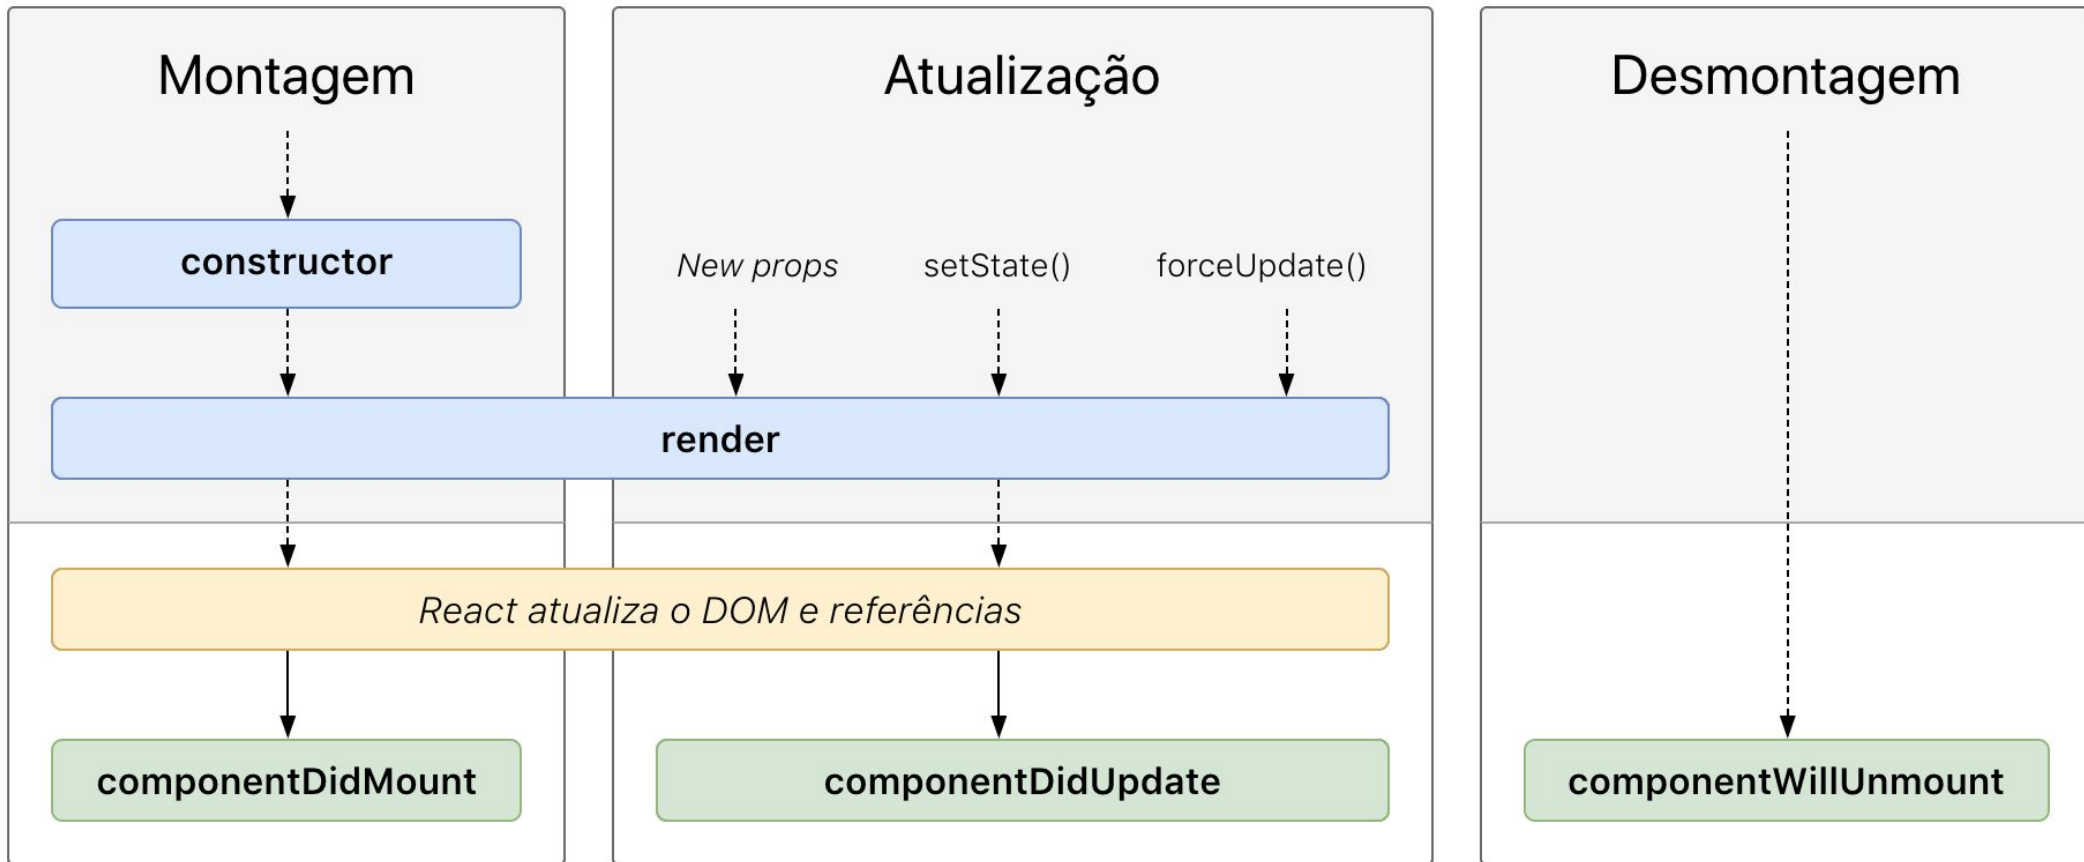 Montagem
Atualização
Desmontagem
constructor
New props
setState()
forceUpdate()
render
React atualiza o DOM e referências
componentDidMount
componentDidUpdate
componentWillUnmount